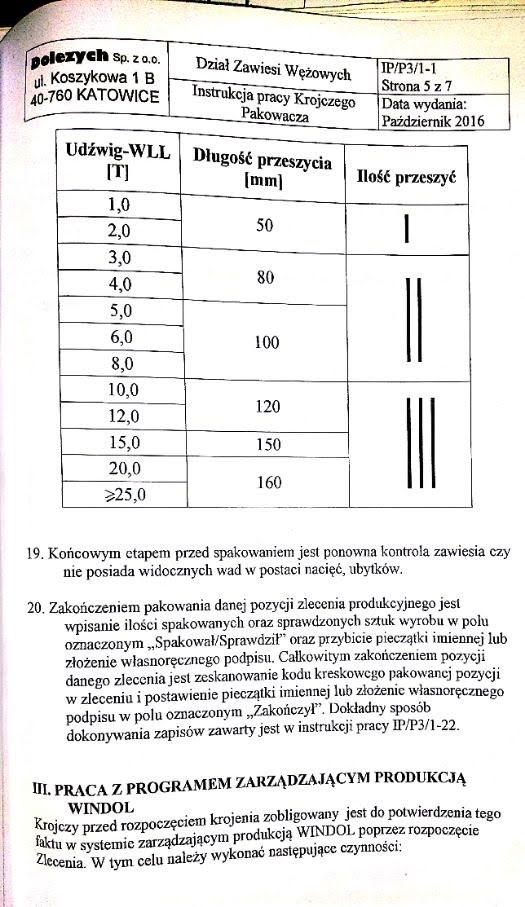 polezych Sp. z o.o.
ul. Koszykowa 1 B
40-760 KATOWICE
Dział Zawiesi Wężowych
Instrukcja pracy Krojczego
Pakowacza
IP/P3/1-1
Strona 5 z 7
Data wydania:
Październik 2016
Udźwig-WLL
[T]
Długość przeszycia
[mm]
Ilość przeszyć
1,0
2,0
50
|
3,0
4,0
80
5,0
6,0
8,0
100
||
10,0
12,0
120
15,0
150
20,0
⩾25,0
160
|||
19. Końcowym etapem przed spakowaniem jest ponowna kontrola zawiesia czy
nie posiada widocznych wad w postaci nacięć, ubytków.
20. Zakończeniem pakowania danej pozycji zlecenia produkcyjnego jest
wpisanie ilości spakowanych oraz sprawdzonych sztuk wyrobu w polu
oznaczonym „Spakował/Sprawdził” oraz przybicie pieczątki imiennej lub
złożenie własnoręcznego podpisu. Całkowitym zakończeniem pozycji
danego zlecenia jest zeskanowanie kodu kreskowego pakowanej pozycji
w zleceniu i postawienie pieczątki imiennej lub złożenie własnoręcznego
podpisu w polu oznaczonym „Zakończył”. Dokładny sposób
dokonywania zapisów zawarty jest w instrukcji pracy IP/P3/1-22.
III. PRACA Z PROGRAMEM ZARZĄDZAJĄCYM PRODUKCJĄ
WINDOL
Krojczy przed rozpoczęciem krojenia zobligowany jest do potwierdzenia tego
faktu w systemie zarządzającym produkcją WINDOL poprzez rozpoczęcie
Zlecenia. W tym celu należy wykonać następujące czynności: